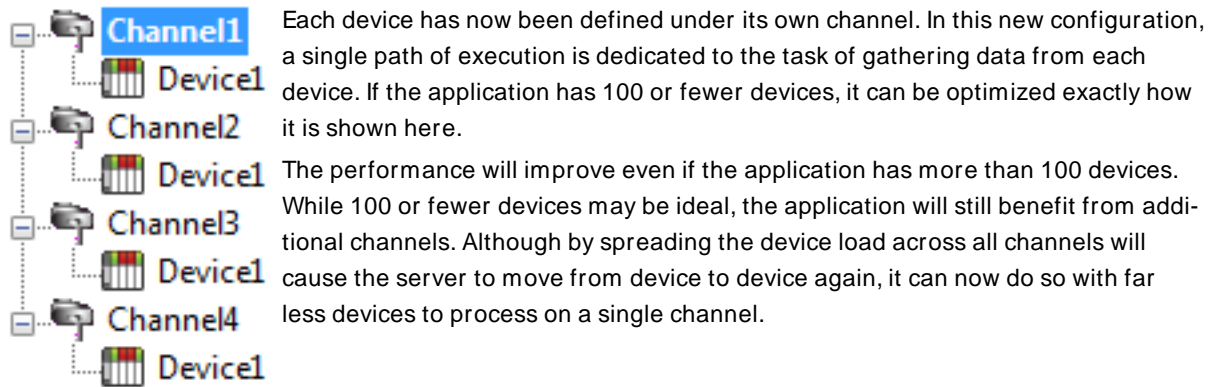 Channel1
Device1
Channel2
Device1
Channel3
Device1
Channel4
Device1
Each device has now been defined under its own channel. In this new configuration,
a single path of execution is dedicated to the task of gathering data from each
device. If the application has 100 or fewer devices, it can be optimized exactly how
it is shown here.
The performance will improve even if the application has more than 100 devices.
While 100 or fewer devices may be ideal, the application will still benefit from addi-
tional channels. Although by spreading the device load across all channels will
cause the server to move from device to device again, it can now do so with far
less devices to process on a single channel.